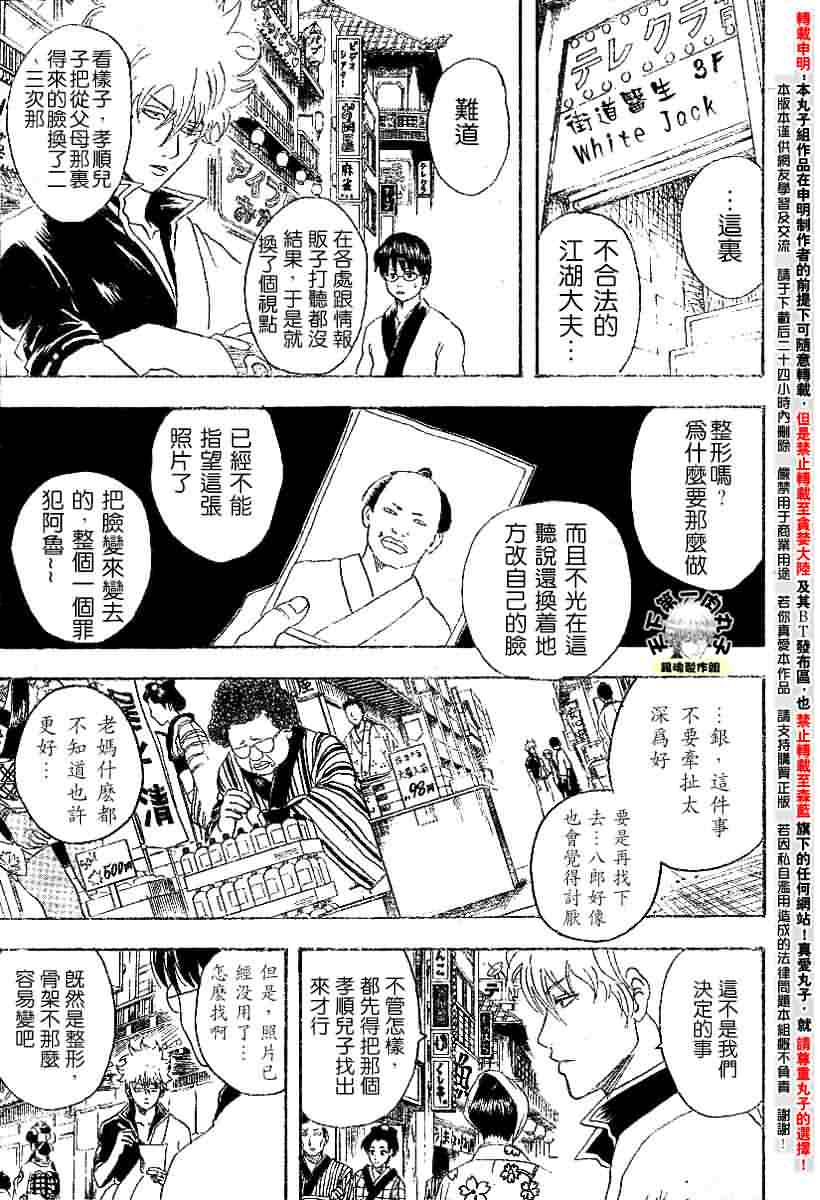 テレクラ
3F
街道醫生
White Jack
…這裏
不合法的
江湖大夫…
難道
在各處跟情報
販子打聽都沒
結果，于是就
換了個視點
看樣子，孝順兒
子把從父母那裏
得來的臉換了二
、三次那
麻雀
テレクラ
整形嗎？
爲什麼要那麼做
而且不光在這
聽說還換着地
方改自己的臉
已經不能
指望這張
照片了
把臉變來變去
的，整個一個罪
犯阿魯~~
天下第一肉丸子
…銀，這件事
不要牽扯太
深爲好
要是再找下
去…八郎好像
也會覺得討厭
98円
500円
清
老媽什麽都
不知道也許
更好…
這不是我們
決定的事
不管怎樣，
都先得把那個
孝順兒子找出
來才行
但是，照片已
經没用了…
怎麽找啊
既然是整形，
骨架不那麼
容易變吧
轉載申明：本丸子組作品在申明制作者的前提下可隨意轉載，但是禁止轉載至貪婪大陸及其BT發布區，也禁止轉載至森藍旗下的任何網站！真愛丸子，就請尊重丸子的選擇！
本版本僅供網友學習及交流 請于下載后二十四小時內刪除 嚴禁用于商業用途 若你真愛本作品 請支持購買正版 若因私自濫用造成的法律問題本組概不負責 謝謝！